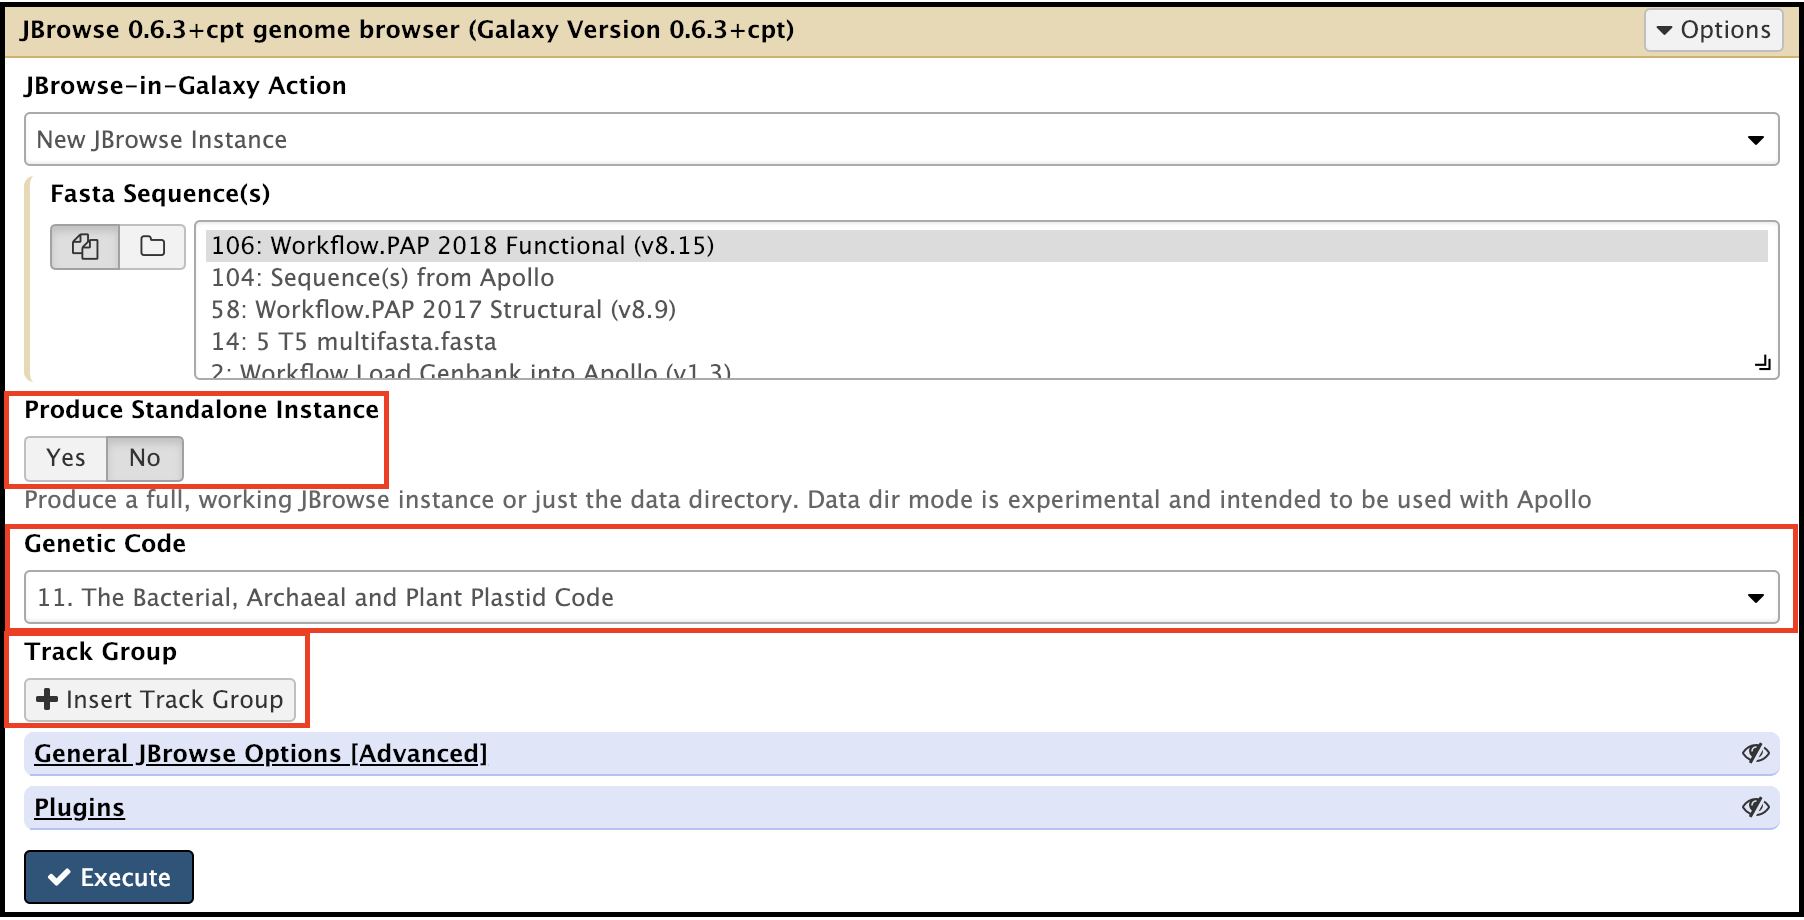 JBrowse 0.6.3+cpt genome browser (Galaxy Version 0.6.3+cpt)
Options
JBrowse-in-Galaxy Action
New JBrowse Instance
Fasta Sequence(s)
106: Workflow.PAP 2018 Functional (v8.15)
104: Sequence(s) from Apollo
58: Workflow.PAP 2017 Structural (v8.9)
14: 5 T5 multifasta.fasta
2: Workflow Load Genbank into Apollo (v1.3)
Produce Standalone Instance
Yes No
Produce a full, working JBrowse instance or just the data directory. Data dir mode is experimental and intended to be used with Apollo
Genetic Code
11. The Bacterial, Archaeal and Plant Plastid Code
Track Group
Insert Track Group
General JBrowse Options [Advanced]
Plugins
Execute